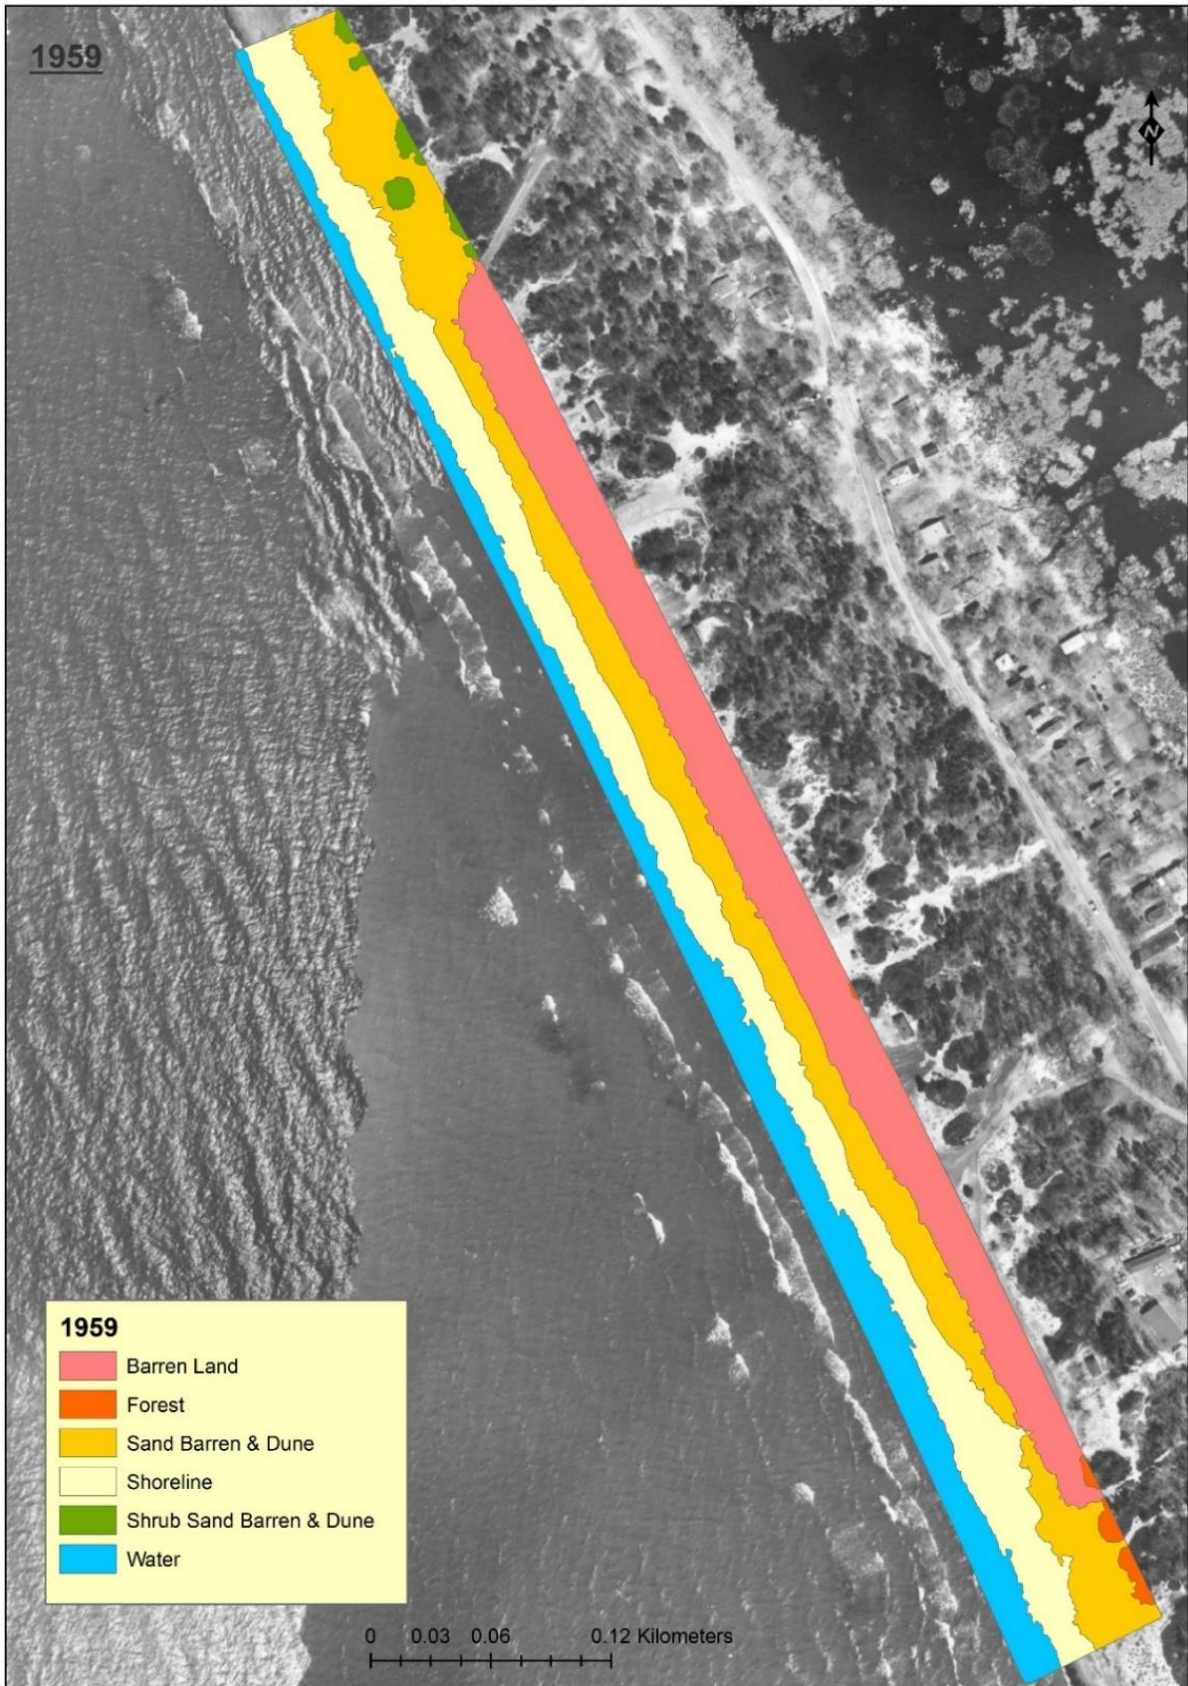 1959
N
1959
Barren Land
Forest
Sand Barren & Dune
Shoreline
Shrub Sand Barren & Dune
Water
0 0.03 0.06 0.12 Kilometers